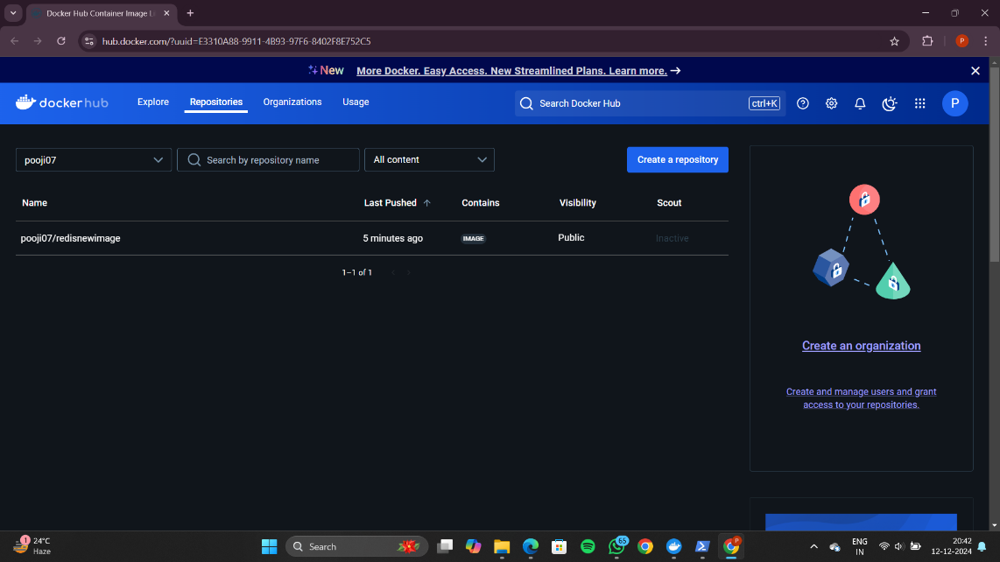 Docker Hub Container Image Li
hub.docker.com/?uuid=E3310A88-9911-4B93-97F6-8402F8E752C5
P
New More Docker. Easy Access. New Streamlined Plans. Learn more.
dockerhub Explore Repositories Organizations Usage Search Docker Hub ctrl+K P
pooji07 Search by repository name All content Create a repository
Name Last Pushed Contains Visibility Scout
pooji07/redisnewimage 5 minutes ago IMAGE Public Inactive
1–1 of 1
Create an organization
Create and manage users and grant
access to your repositories.
1 24°C
Haze
Search
65
P
ENG
IN
20:42
12-12-2024